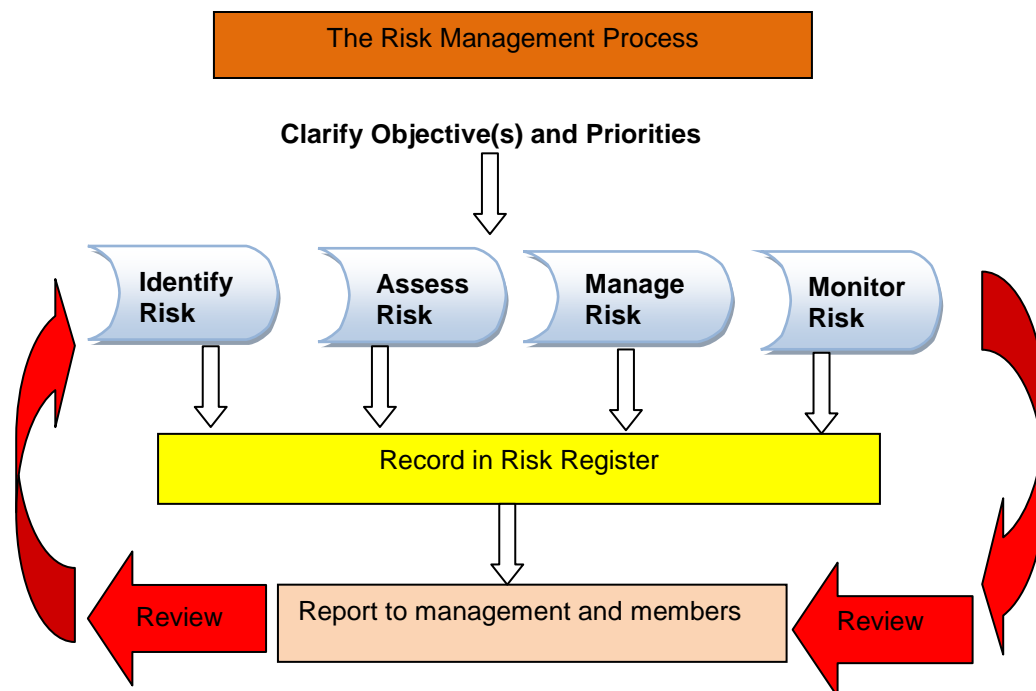 The Risk Management Process
Clarify Objective(s) and Priorities
Identify
Risk
Assess
Risk
Manage
Risk
Monitor
Risk
Record in Risk Register
Review
Report to management and members
Review